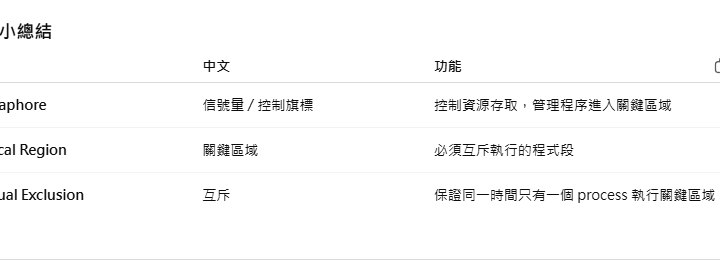 小總結
中文 功能
aphore 信號量 / 控制旗標 控制資源存取，管理程序進入關鍵區域
cal Region 關鍵區域 必須互斥執行的程式段
ual Exclusion 互斥 保證同一時間只有一個 process 執行關鍵區域